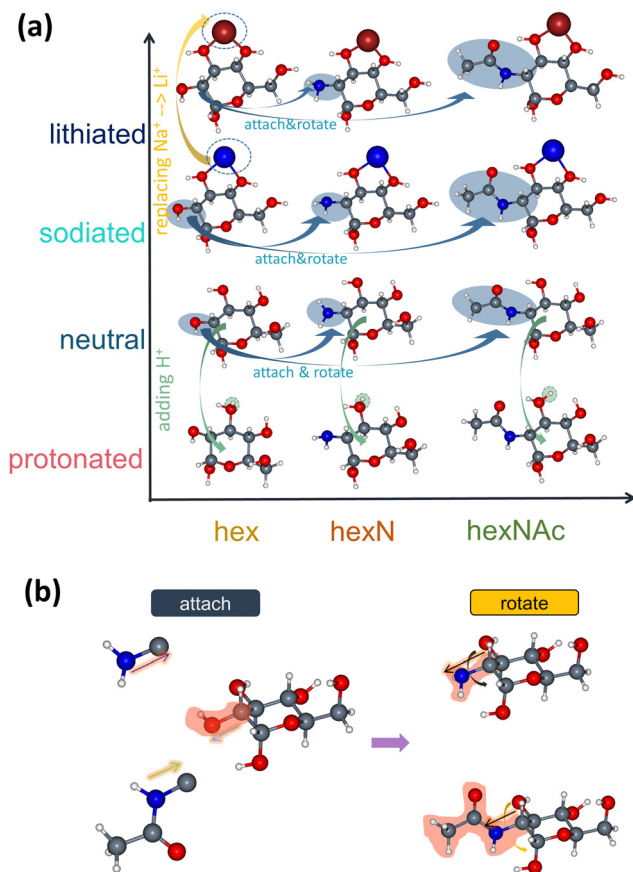 (a)
lithiated
sodiated
neutral
protonated
replacing Na⁺ --> Li⁺
adding H⁺
attach&rotate
attach&rotate
attach & rotate
hex
hexN
hexNAc
(b)
attach
rotate